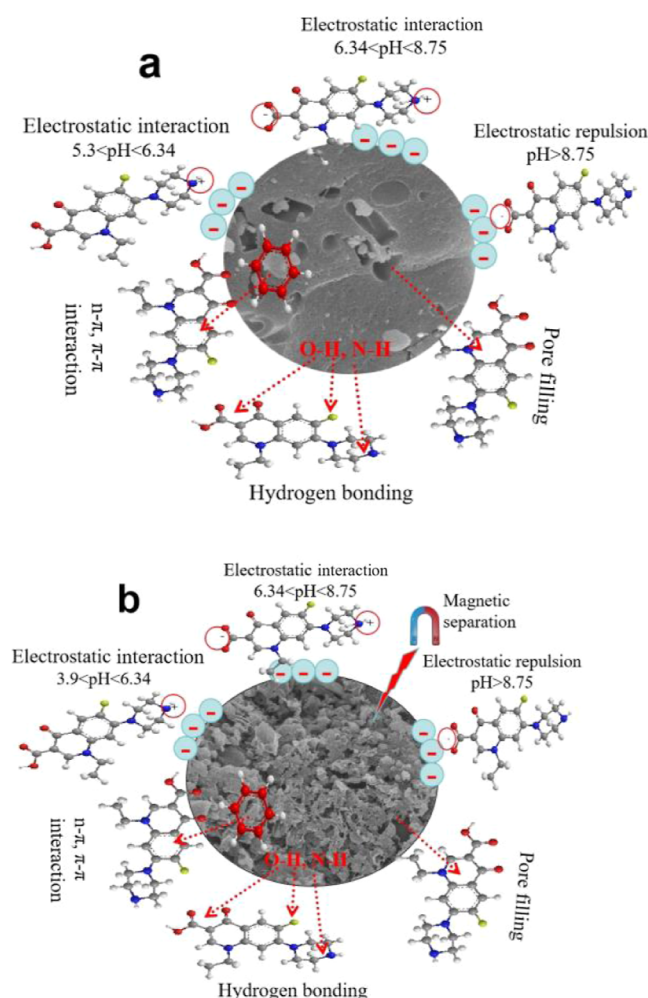 a
Electrostatic interaction
6.34<pH<8.75
Electrostatic interaction
5.3<pH<6.34
Electrostatic repulsion
pH>8.75
n-π, π-π
interaction
O-H, N-H
Pore filling
Hydrogen bonding
b
Electrostatic interaction
6.34<pH<8.75
Magnetic
separation
Electrostatic interaction
3.9<pH<6.34
Electrostatic repulsion
pH>8.75
n-π, π-π
interaction
O-H, N-H
Pore filling
Hydrogen bonding